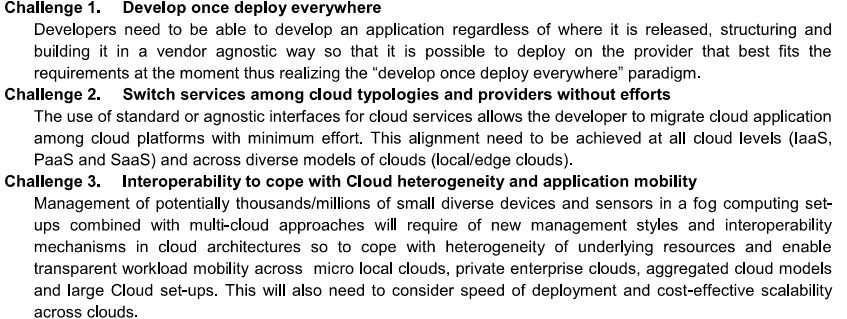 Challenge 1. Develop once deploy everywhere
Developers need to be able to develop an application regardless of where it is released, structuring and
building it in a vendor agnostic way so that it is possible to deploy on the provider that best fits the
requirements at the moment thus realizing the “develop once deploy everywhere” paradigm.
Challenge 2. Switch services among cloud typologies and providers without efforts
The use of standard or agnostic interfaces for cloud services allows the developer to migrate cloud application
among cloud platforms with minimum effort. This alignment need to be achieved at all cloud levels (IaaS,
PaaS and SaaS) and across diverse models of clouds (local/edge clouds).
Challenge 3. Interoperability to cope with Cloud heterogeneity and application mobility
Management of potentially thousands/millions of small diverse devices and sensors in a fog computing set-
ups combined with multi-cloud approaches will require of new management styles and interoperability
mechanisms in cloud architectures so to cope with heterogeneity of underlying resources and enable
transparent workload mobility across micro local clouds, private enterprise clouds, aggregated cloud models
and large Cloud set-ups. This will also need to consider speed of deployment and cost-effective scalability
across clouds.